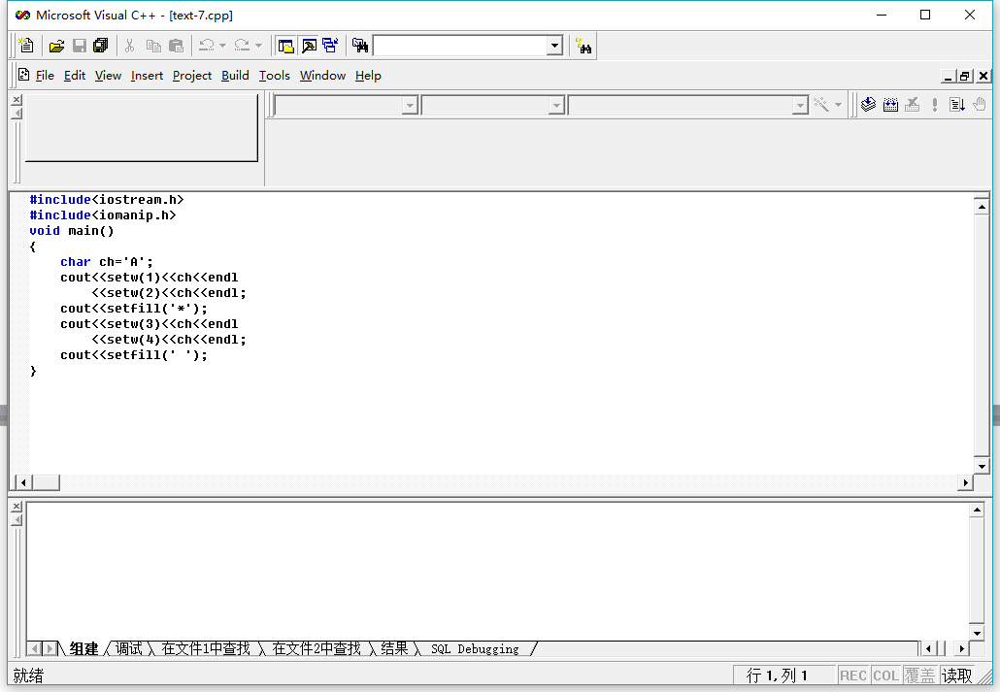 Microsoft Visual C++ - [text-7.cpp]
File Edit View Insert Project Build Tools Window Help
#include<iostream.h>
#include<iomanip.h>
void main()
{
    char ch='A';
    cout<<setw(1)<<ch<<endl
        <<setw(2)<<ch<<endl;
    cout<<setfill('*');
    cout<<setw(3)<<ch<<endl
        <<setw(4)<<ch<<endl;
    cout<<setfill(' ');
}
组建 调试 在文件1中查找 在文件2中查找 结果 SQL Debugging
就绪 行 1, 列 1 REC COL 覆盖 读取